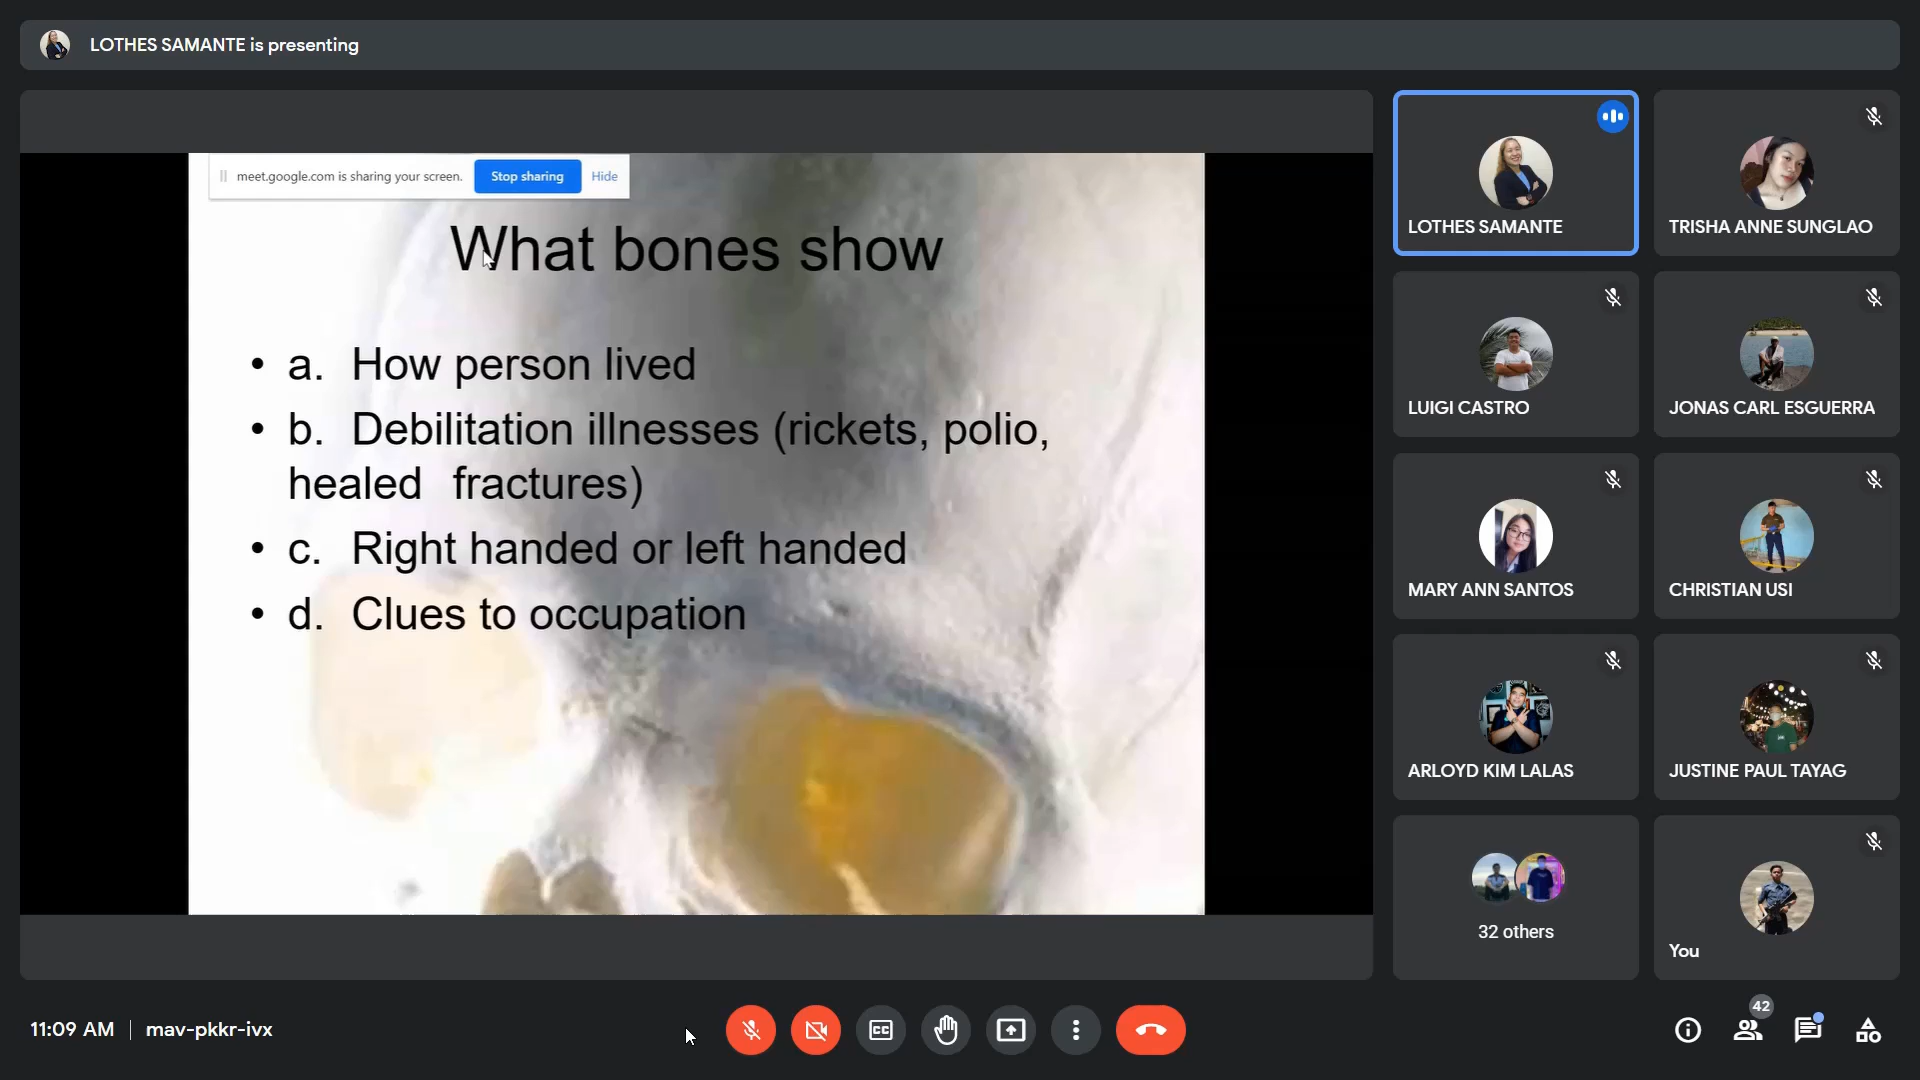 LOTHES SAMANTE is presenting
meet.google.com is sharing your screen. Stop sharing Hide
What bones show
• a. How person lived
• b. Debilitation illnesses (rickets, polio,
healed fractures)
• c. Right handed or left handed
• d. Clues to occupation
LOTHES SAMANTE
TRISHA ANNE SUNGLAO
LUIGI CASTRO
JONAS CARL ESGUERRA
MARY ANN SANTOS
CHRISTIAN USI
ARLOYD KIM LALAS
JUSTINE PAUL TAYAG
32 others
You
11:09 AM | mav-pkkr-ivx
CC
42